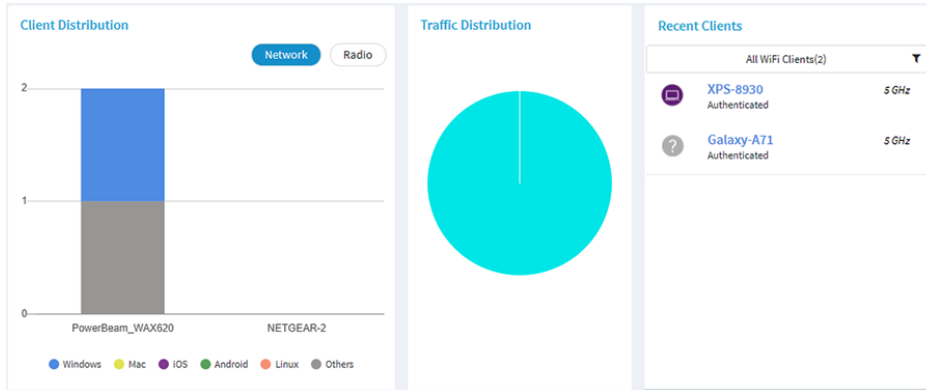 Client Distribution
Network
Radio
2
1
0
PowerBeam_WAX620
NETGEAR-2
Windows
Mac
iOS
Android
Linux
Others
Traffic Distribution
Recent Clients
All WiFi Clients(2)
XPS-8930
5 GHz
Authenticated
?
Galaxy-A71
5 GHz
Authenticated